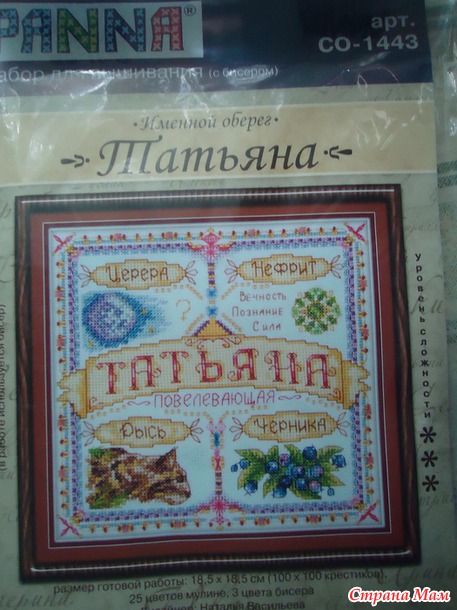 PANNA
арт.
СО-1443
набор для вышивания (с бисером)
• Именной оберег •
Татьяна
Церера
Нефрит
?
Вечность
Познание
Сила
ТАТЬЯНА
ПОВЕЛЕВАЮЩАЯ
Рысь
Черника
Уровень сложности ***
(в работе используется бисер)
размер готовой работы: 18,5 х 18,5 см (100 х 100 крестиков).
25 цветов мулине, 3 цвета бисера
Наталья Васильева
Страна Мам